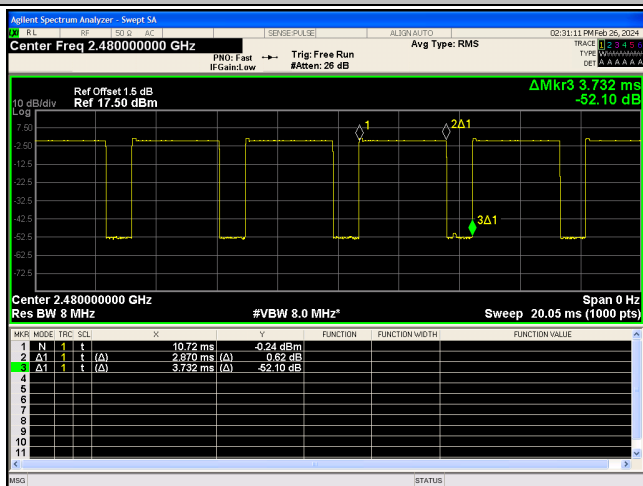 Agilent Spectrum Analyzer - Swept SA
LXI RL RF 50 Ω AC SENSE:PULSE ALIGN AUTO 02:31:11 PM Feb 26, 2024
Center Freq 2.480000000 GHz Avg Type: RMS TRACE 1 2 3 4 5 6
PNO: Fast Trig: Free Run TYPE
IFGain:Low #Atten: 26 dB DET A A A A A A
ΔMkr3 3.732 ms
Ref Offset 1.5 dB
10 dB/div Ref 17.50 dBm -52.10 dB
Log
7.50
1 2Δ1
-2.50
-12.5
-22.5
-32.5
-42.5
3Δ1
-52.5
-62.5
-72.5
Center 2.480000000 GHz Span 0 Hz
Res BW 8 MHz #VBW 8.0 MHz* Sweep 20.05 ms (1000 pts)
MKR MODE TRC SCL X Y FUNCTION FUNCTION WIDTH FUNCTION VALUE
1 N 1 t 10.72 ms -0.24 dBm
2 Δ1 1 t (Δ) 2.870 ms (Δ) 0.62 dB
3 Δ1 1 t (Δ) 3.732 ms (Δ) -52.10 dB
4
5
6
7
8
9
10
11
MSG STATUS